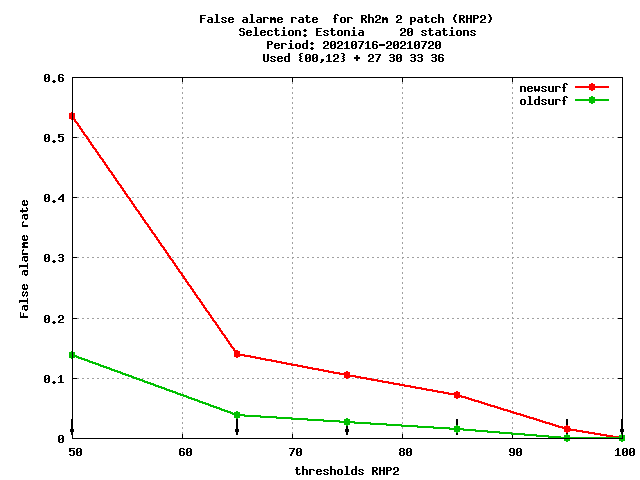 False alarme rate  for Rh2m 2 patch (RHP2)
Selection: Estonia     20 stations
Period: 20210716-20210720
Used {00,12} + 27 30 33 36
newsurf
oldsurf
0.6
0.5
0.4
0.3
0.2
0.1
0
False alarme rate
50 60 70 80 90 100
thresholds RHP2